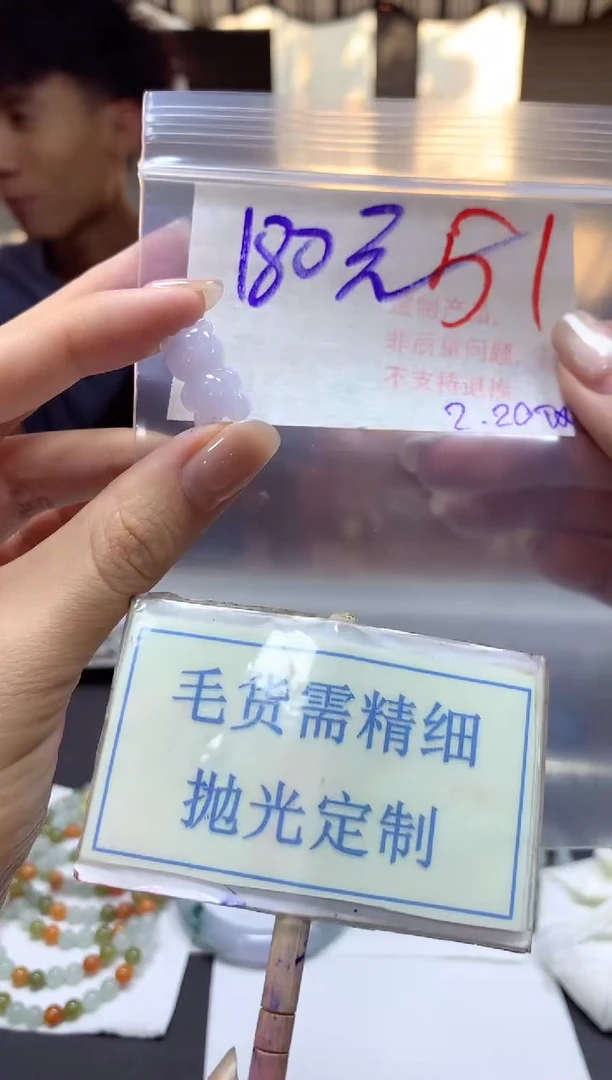 180元 51
定制产品,
非质量问题,
不支持退换
2.20
毛货需精细
抛光定制